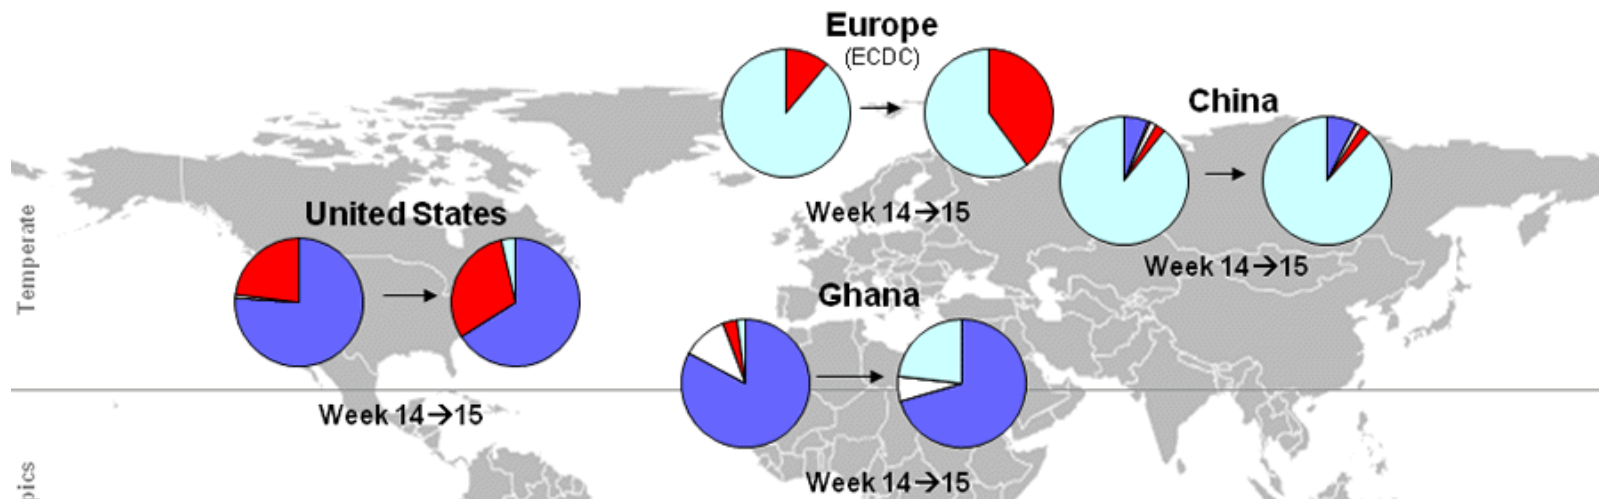 Europe
(ECDC)
China
Week 14→15
United States
Week 14→15
Ghana
Temperate
Week 14→15
Week 14→15
pics